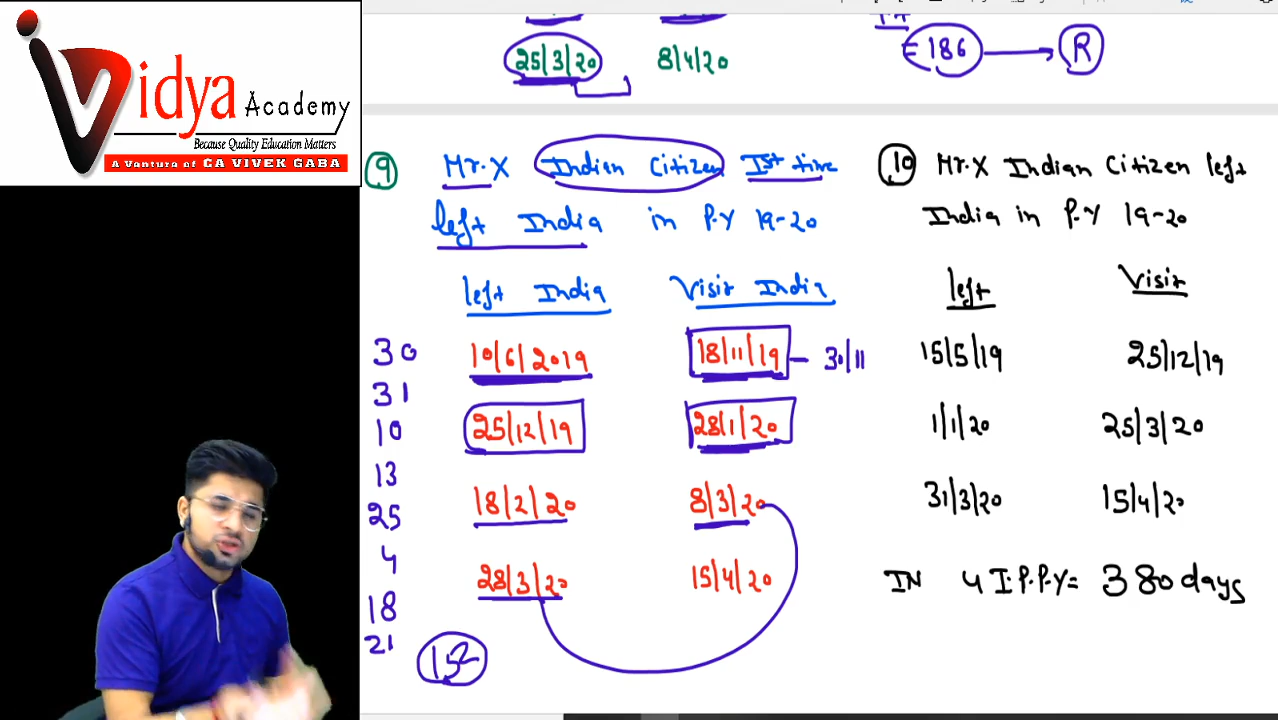 Vidya Academy
Because Quality Education Matters
A Ventura of CA VIVEK GABA
25/3/20 8/4/20
= 186 → R
9 Mr.X Indian Citizen Ist time
left India in P.Y 19-20
left India Visit India
30 10/6/2019 18/11/19 - 30/11
31
10 25/12/19 28/1/20
13
25 18/2/20 8/3/20
4
18 28/3/20 15/4/20
21
152
10 Mr.X Indian Citizen left
India in P.Y 19-20
left Visit
15/5/19 25/12/19
1/1/20 25/3/20
31/3/20 15/4/20
IN 4 I.P.P.Y= 380 days